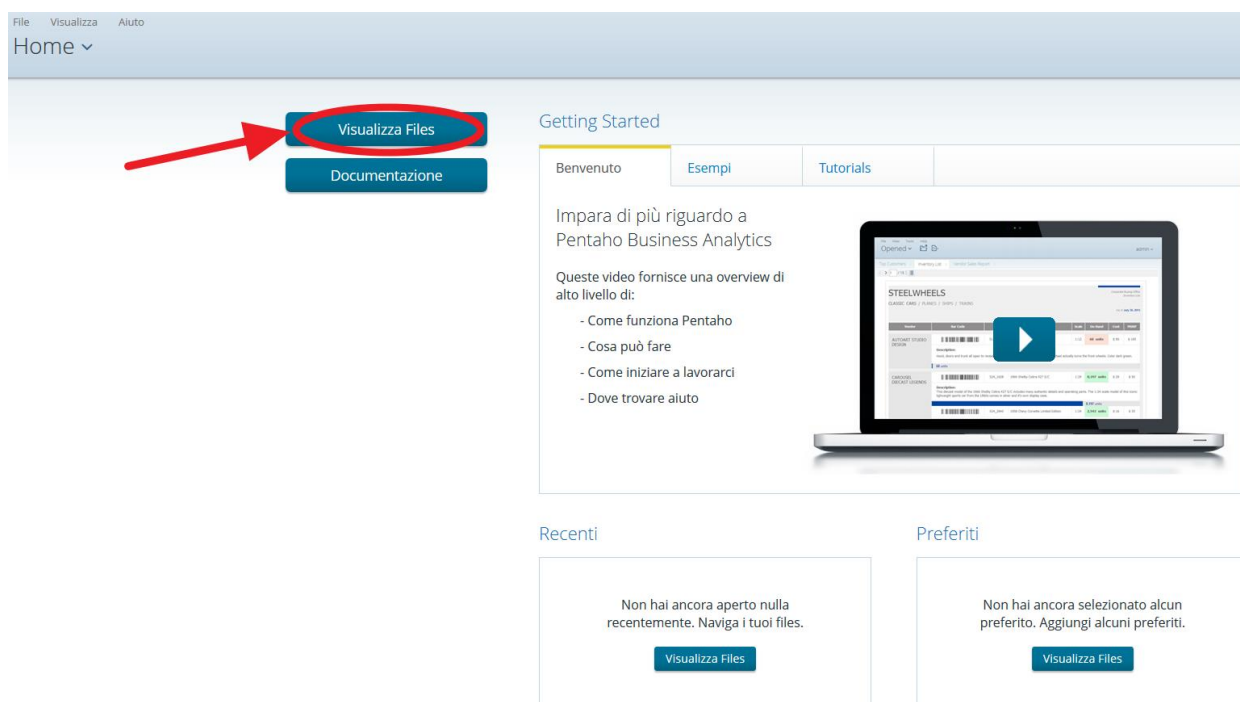 File Visualizza Aiuto
Home
Visualizza Files
Documentazione
Getting Started
Benvenuto Esempi Tutorials
Impara di più riguardo a
Pentaho Business Analytics
Queste video fornisce una overview di
alto livello di:
- Come funziona Pentaho
- Cosa può fare
- Come iniziare a lavorarci
- Dove trovare aiuto
Opened
STEELWHEELS
Recenti
Non hai ancora aperto nulla
recentemente. Naviga i tuoi files.
Visualizza Files
Preferiti
Non hai ancora selezionato alcun
preferito. Aggiungi alcuni preferiti.
Visualizza Files